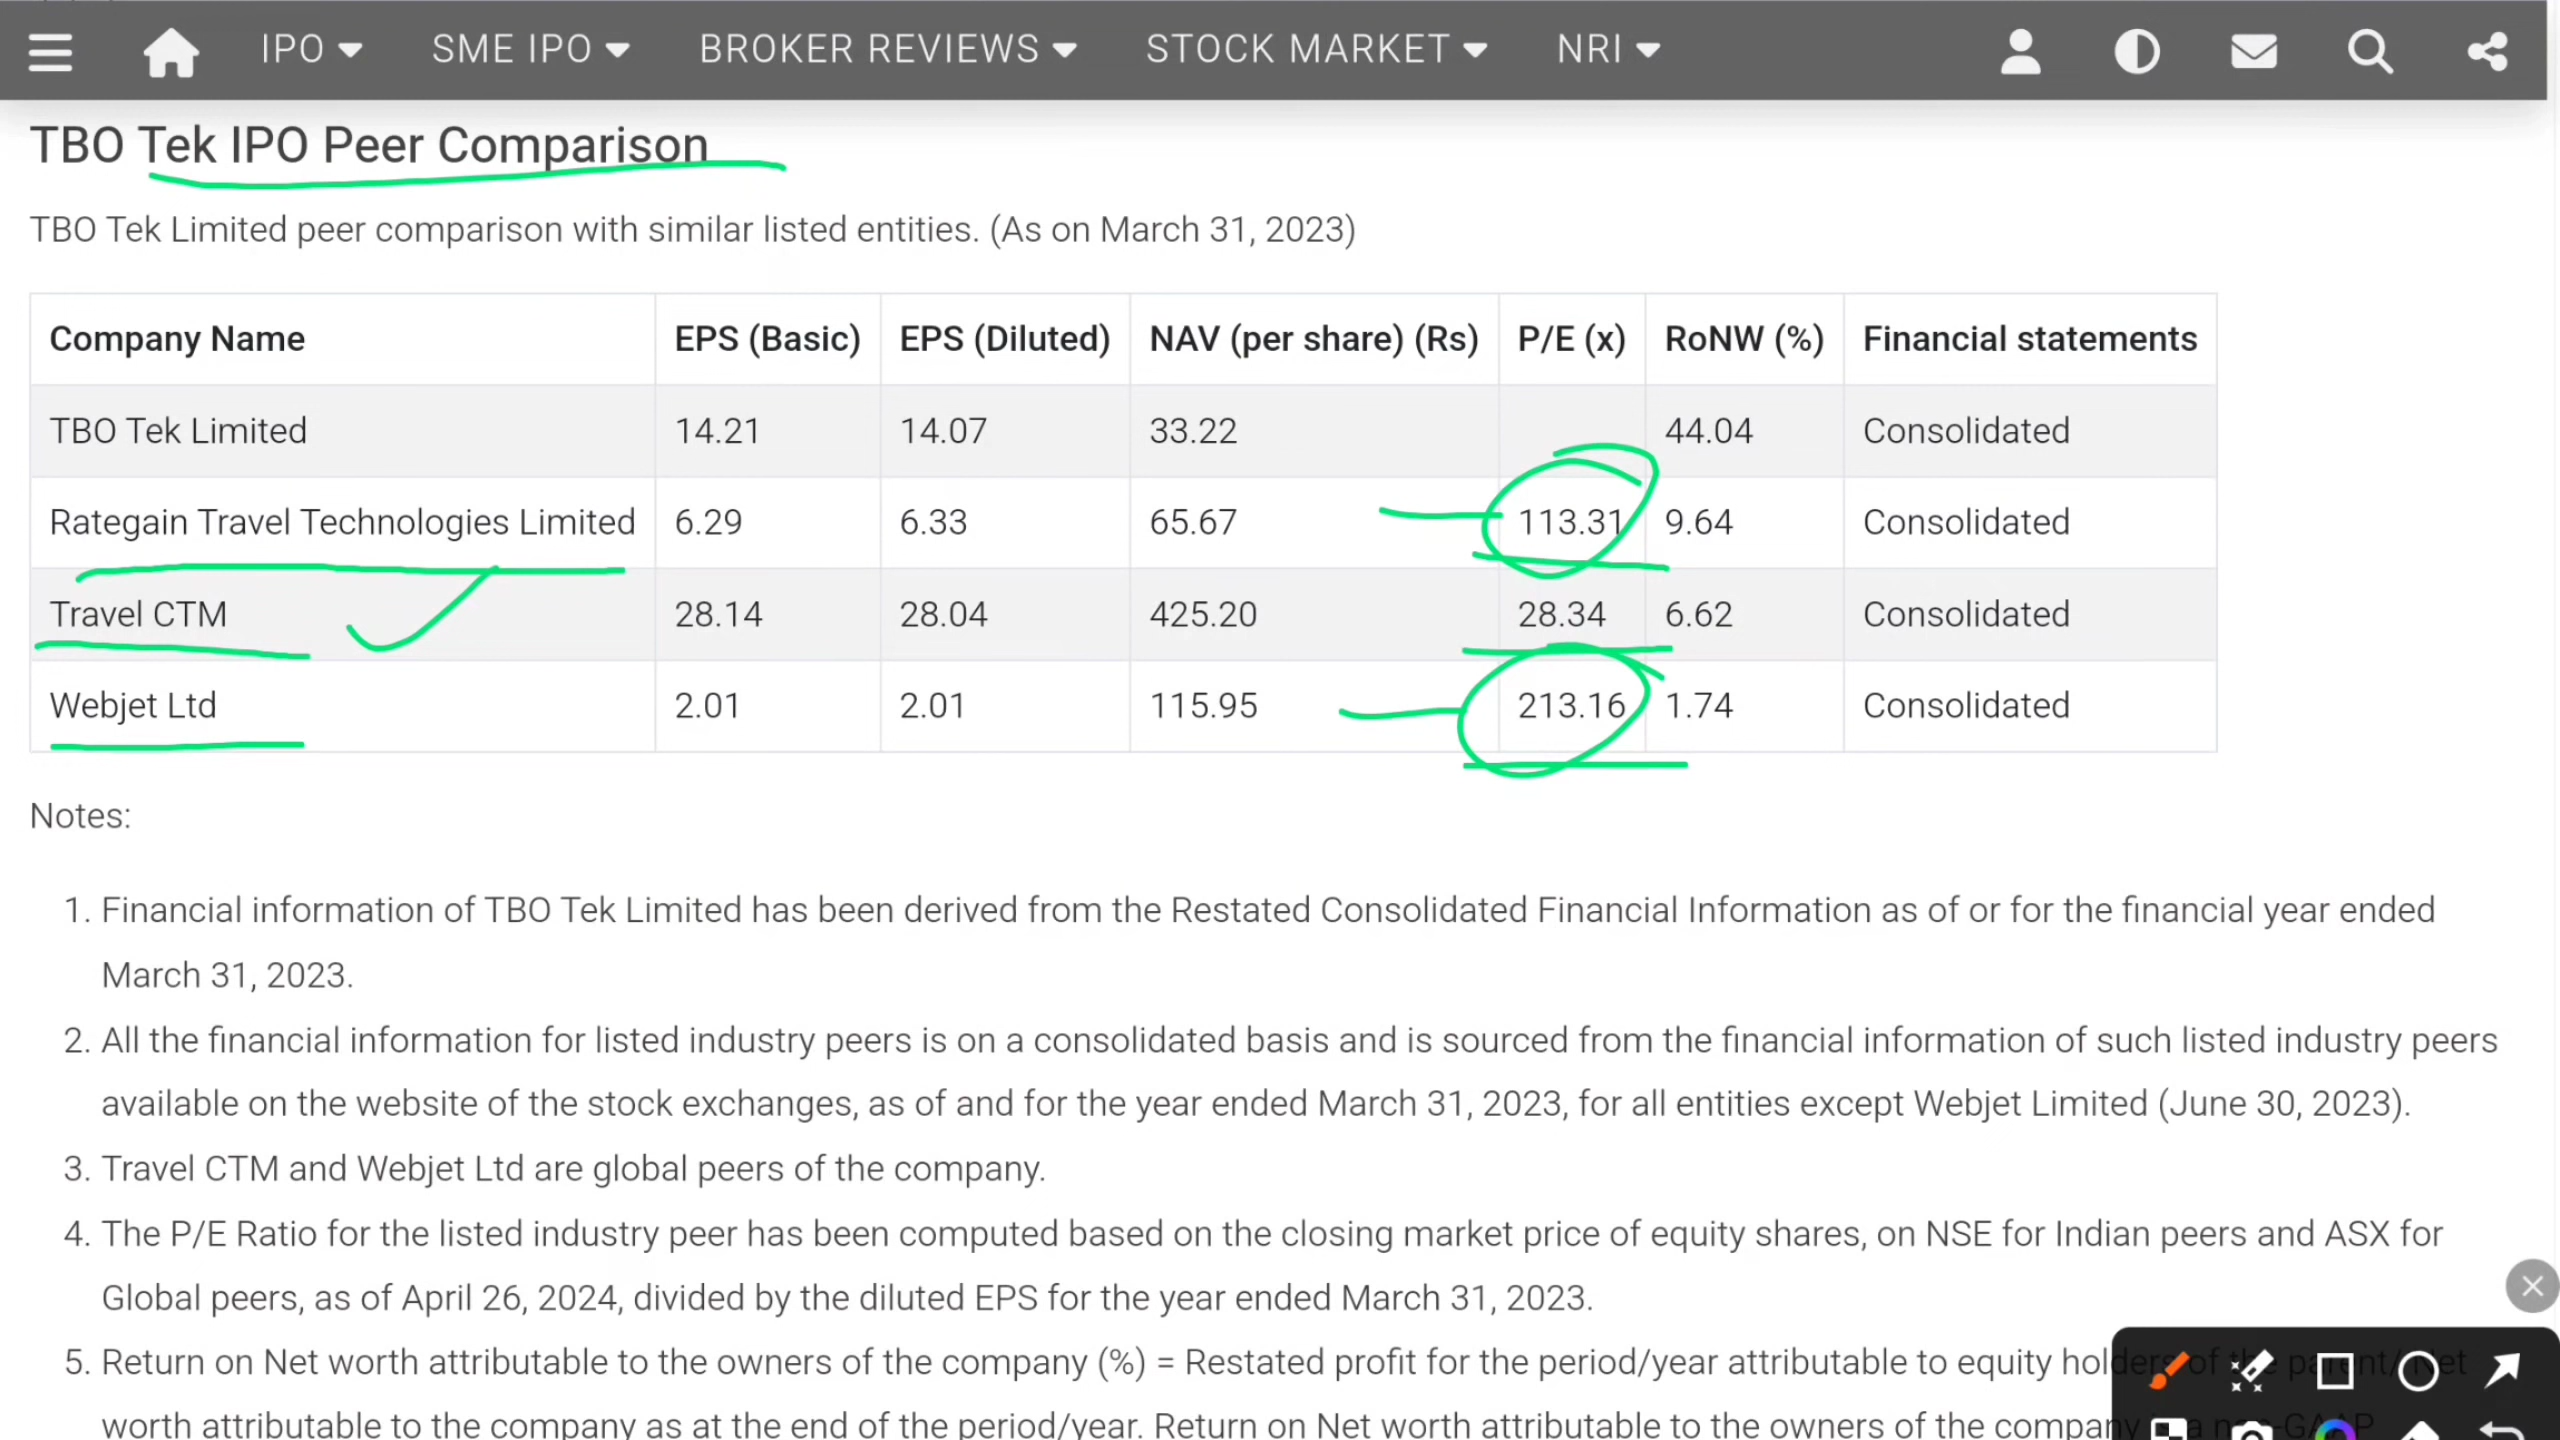 IPO SME IPO BROKER REVIEWS STOCK MARKET NRI
TBO Tek IPO Peer Comparison
TBO Tek Limited peer comparison with similar listed entities. (As on March 31, 2023)
Company Name EPS (Basic) EPS (Diluted) NAV (per share) (Rs) P/E (x) RoNW (%) Financial statements
TBO Tek Limited 14.21 14.07 33.22 44.04 Consolidated
Rategain Travel Technologies Limited 6.29 6.33 65.67 113.31 9.64 Consolidated
Travel CTM 28.14 28.04 425.20 28.34 6.62 Consolidated
Webjet Ltd 2.01 2.01 115.95 213.16 1.74 Consolidated
Notes:
1. Financial information of TBO Tek Limited has been derived from the Restated Consolidated Financial Information as of or for the financial year ended
March 31, 2023.
2. All the financial information for listed industry peers is on a consolidated basis and is sourced from the financial information of such listed industry peers
available on the website of the stock exchanges, as of and for the year ended March 31, 2023, for all entities except Webjet Limited (June 30, 2023).
3. Travel CTM and Webjet Ltd are global peers of the company.
4. The P/E Ratio for the listed industry peer has been computed based on the closing market price of equity shares, on NSE for Indian peers and ASX for
Global peers, as of April 26, 2024, divided by the diluted EPS for the year ended March 31, 2023.
5. Return on Net worth attributable to the owners of the company (%) = Restated profit for the period/year attributable to equity holders of the parent/ Net
worth attributable to the company as at the end of the period/year. Return on Net worth attributable to the owners of the company a non-GAAP